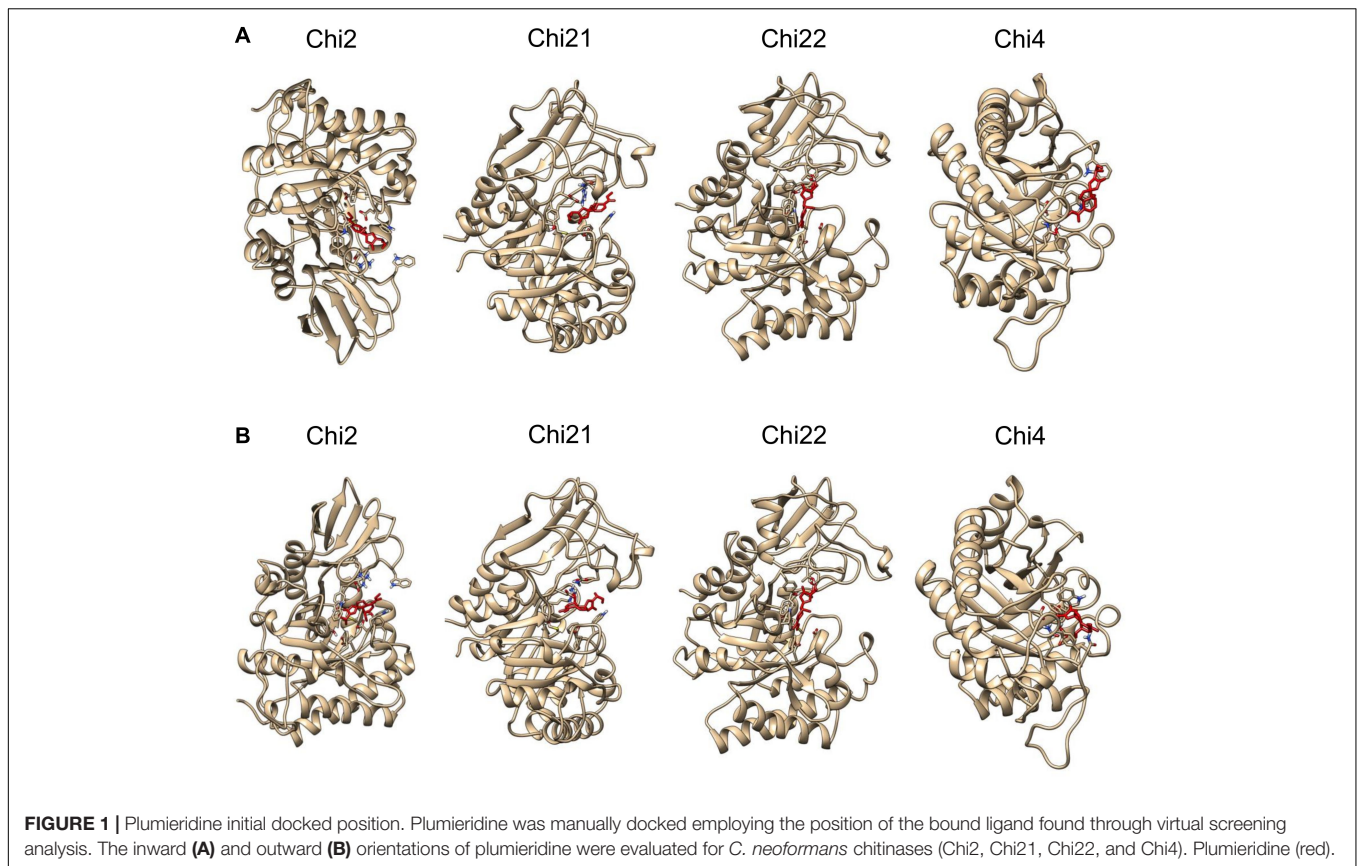 A Chi2 Chi21 Chi22 Chi4
B Chi2 Chi21 Chi22 Chi4
FIGURE 1 | Plumieridine initial docked position. Plumieridine was manually docked employing the position of the bound ligand found through virtual screening
analysis. The inward (A) and outward (B) orientations of plumieridine were evaluated for C. neoformans chitinases (Chi2, Chi21, Chi22, and Chi4). Plumieridine (red).